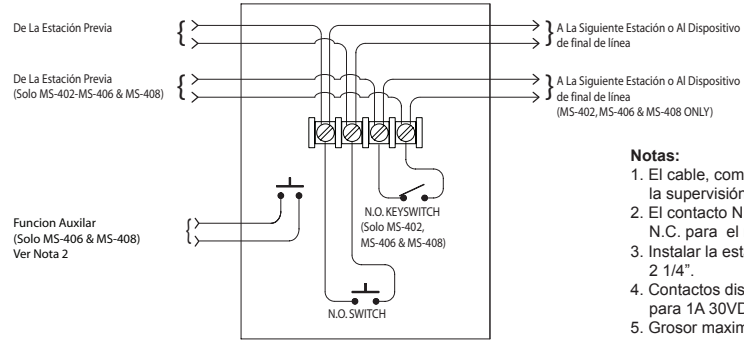 De La Estación Previa
A La Siguiente Estación o Al Dispositivo
de final de línea
De La Estación Previa
(Solo MS-402-MS-406 & MS-408)
A La Siguiente Estación o Al Dispositivo
de final de línea
(MS-402, MS-406 & MS-408 ONLY)
N.O. KEYSWITCH
(Solo MS-402,
MS-406 & MS-408)
Funcion Auxilar
(Solo MS-406 & MS-408)
Ver Nota 2
N.O. SWITCH
Notas:
1. El cable, com
la supervisión
2. El contacto N
N.C. para el
3. Instalar la est
2 1/4”.
4. Contactos dis
para 1A 30VD
5. Grosor maxim